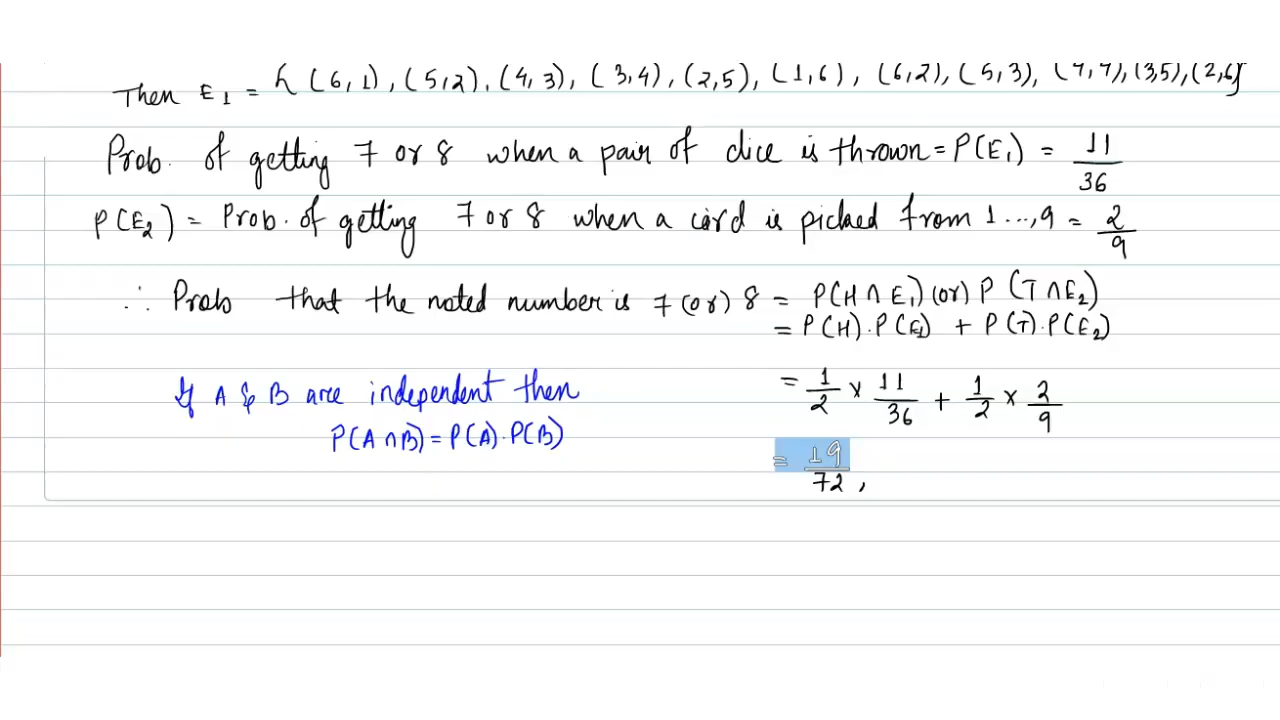 Then E1 = { (6,1), (5,2), (4,3), (3,4), (2,5), (1,6), (6,2), (5,3), (4,4), (3,5), (2,6)}
Prob. of getting 7 or 8 when a pair of dice is thrown = P(E1) = 11/36
P(E2) = Prob. of getting 7 or 8 when a card is picked from 1 ..., 9 = 2/9
∴ Prob that the noted number is 7 (or) 8 = P(H ∩ E1) (or) P (T ∩ E2)
= P(H). P(E1) + P(T). P(E2)
If A & B are independent then
P(A ∩ B) = P(A). P(B)
= 1/2 × 11/36 + 1/2 × 2/9
= 19/72,